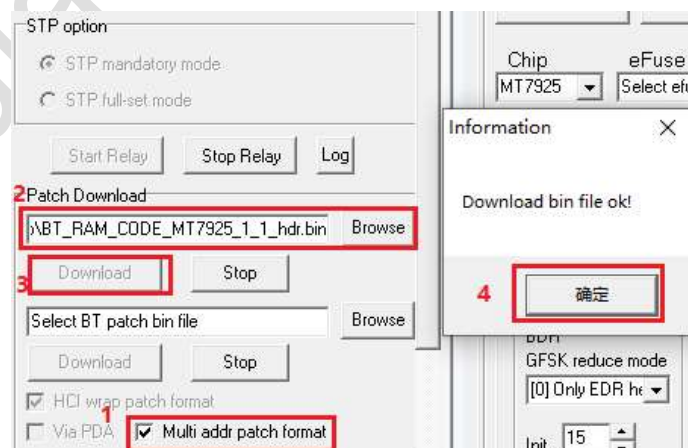 STP option
STP mandatory mode
STP full-set mode
Start Relay
Stop Relay
Log
2
Patch Download
)\BT_RAM_CODE_MT7925_1_1_hdr.bin
Browse
3
Download
Stop
Select BT patch bin file
Browse
Download
Stop
HCI wrap patch format
1
Via PDA
Multi addr patch format
Chip
eFuse
MT7925
Select efu
Information
Download bin file ok!
4
确定
BDR
GFSK reduce mode
[0] Only EDR he
Init
15